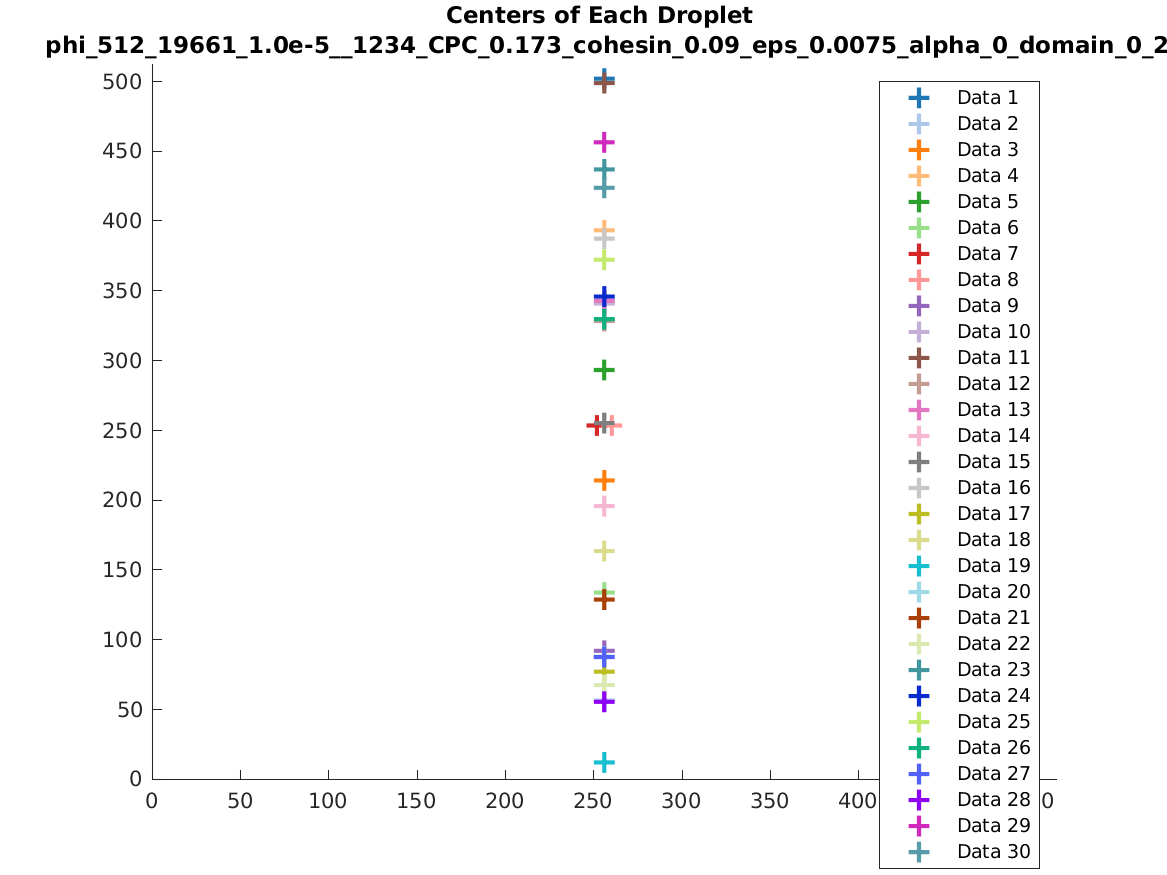 Centers of Each Droplet
phi_512_19661_1.0e-5__1234_CPC_0.173_cohesin_0.09_eps_0.0075_alpha_0_domain_0_2
500
450
400
350
300
250
200
150
100
50
0
0 50 100 150 200 250 300 350 400 0
Data 1
Data 2
Data 3
Data 4
Data 5
Data 6
Data 7
Data 8
Data 9
Data 10
Data 11
Data 12
Data 13
Data 14
Data 15
Data 16
Data 17
Data 18
Data 19
Data 20
Data 21
Data 22
Data 23
Data 24
Data 25
Data 26
Data 27
Data 28
Data 29
Data 30